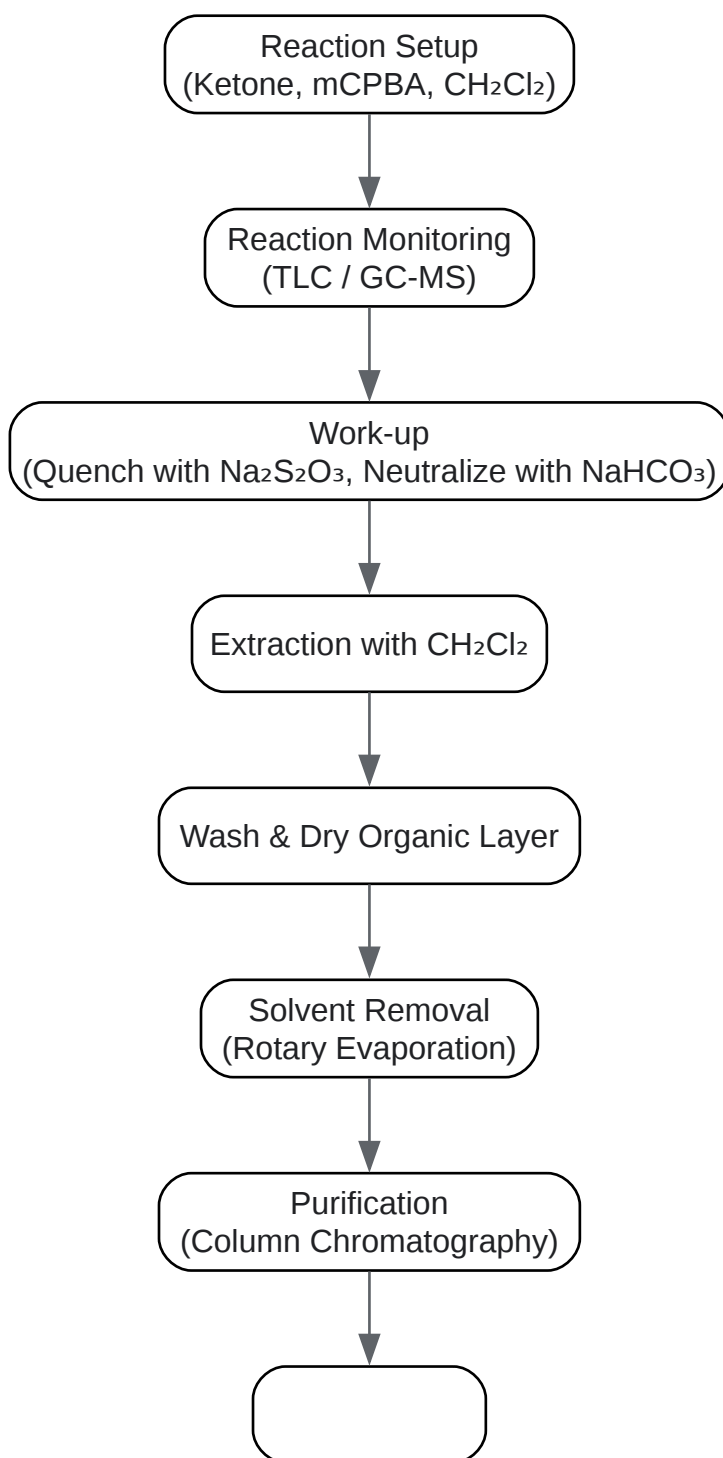 Reaction Setup
(Ketone, mCPBA, CH₂Cl₂)
Reaction Monitoring
(TLC / GC-MS)
Work-up
(Quench with Na₂S₂O₃, Neutralize with NaHCO₃)
Extraction with CH₂Cl₂
Wash & Dry Organic Layer
Solvent Removal
(Rotary Evaporation)
Purification
(Column Chromatography)